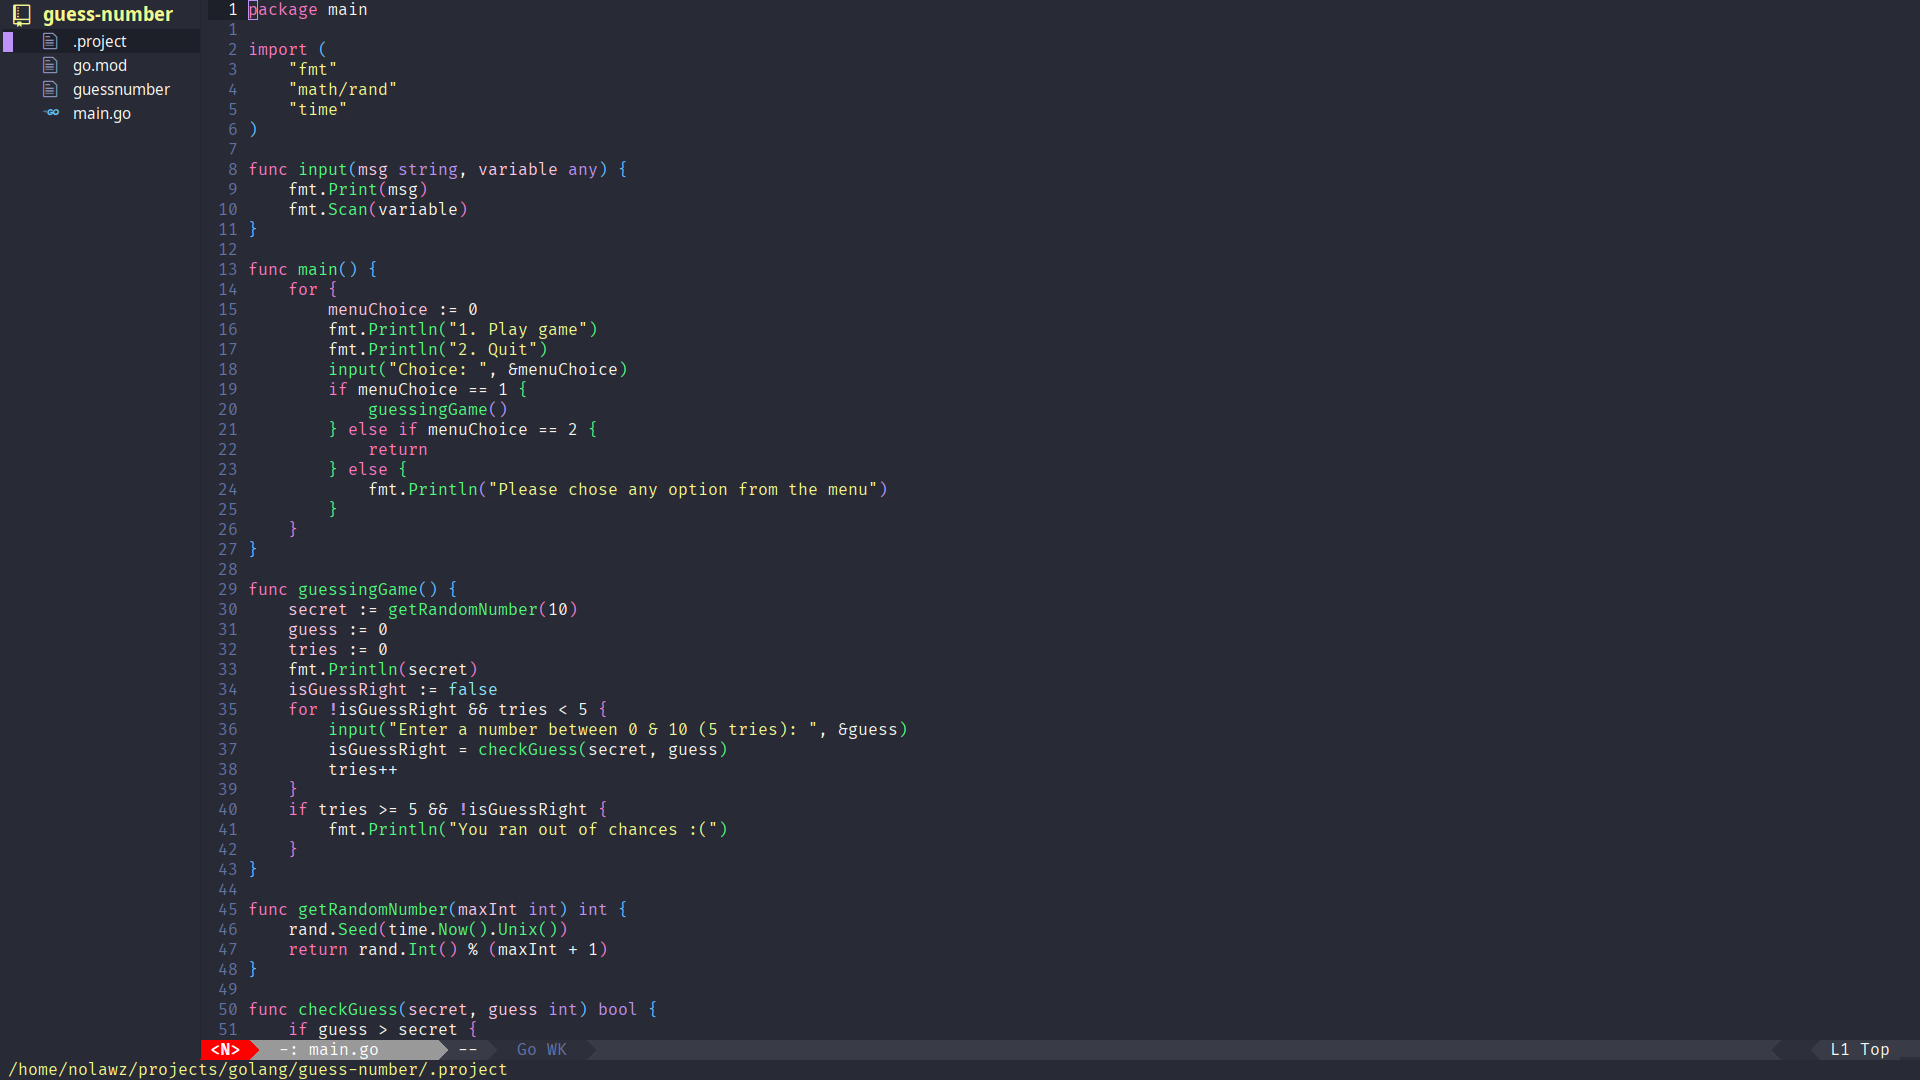 guess-number
.project
go.mod
guessnumber
main.go
1 package main
1
2 import (
3     "fmt"
4     "math/rand"
5     "time"
6 )
7
8 func input(msg string, variable any) {
9     fmt.Print(msg)
10     fmt.Scan(variable)
11 }
12
13 func main() {
14     for {
15         menuChoice := 0
16         fmt.Println("1. Play game")
17         fmt.Println("2. Quit")
18         input("Choice: ", &menuChoice)
19         if menuChoice == 1 {
20             guessingGame()
21         } else if menuChoice == 2 {
22             return
23         } else {
24             fmt.Println("Please chose any option from the menu")
25         }
26     }
27 }
28
29 func guessingGame() {
30     secret := getRandomNumber(10)
31     guess := 0
32     tries := 0
33     fmt.Println(secret)
34     isGuessRight := false
35     for !isGuessRight && tries < 5 {
36         input("Enter a number between 0 & 10 (5 tries): ", &guess)
37         isGuessRight = checkGuess(secret, guess)
38         tries++
39     }
40     if tries >= 5 && !isGuessRight {
41         fmt.Println("You ran out of chances :(")
42     }
43 }
44
45 func getRandomNumber(maxInt int) int {
46     rand.Seed(time.Now().Unix())
47     return rand.Int() % (maxInt + 1)
48 }
49
50 func checkGuess(secret, guess int) bool {
51     if guess > secret {
<N> -: main.go -- Go WK L1 Top
/home/nolawz/projects/golang/guess-number/.project